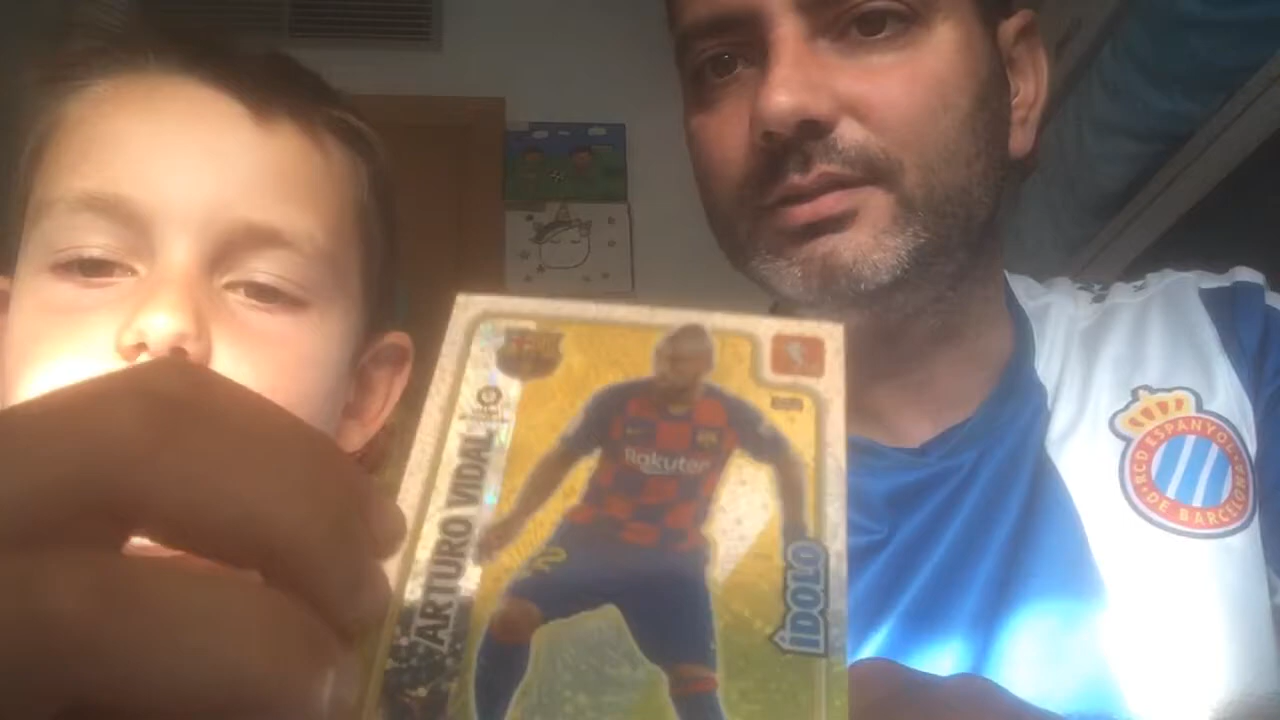 ARTURO VIDAL
Rakuten
ÍDOLO
RCD ESPANYOL
DE BARCELONA